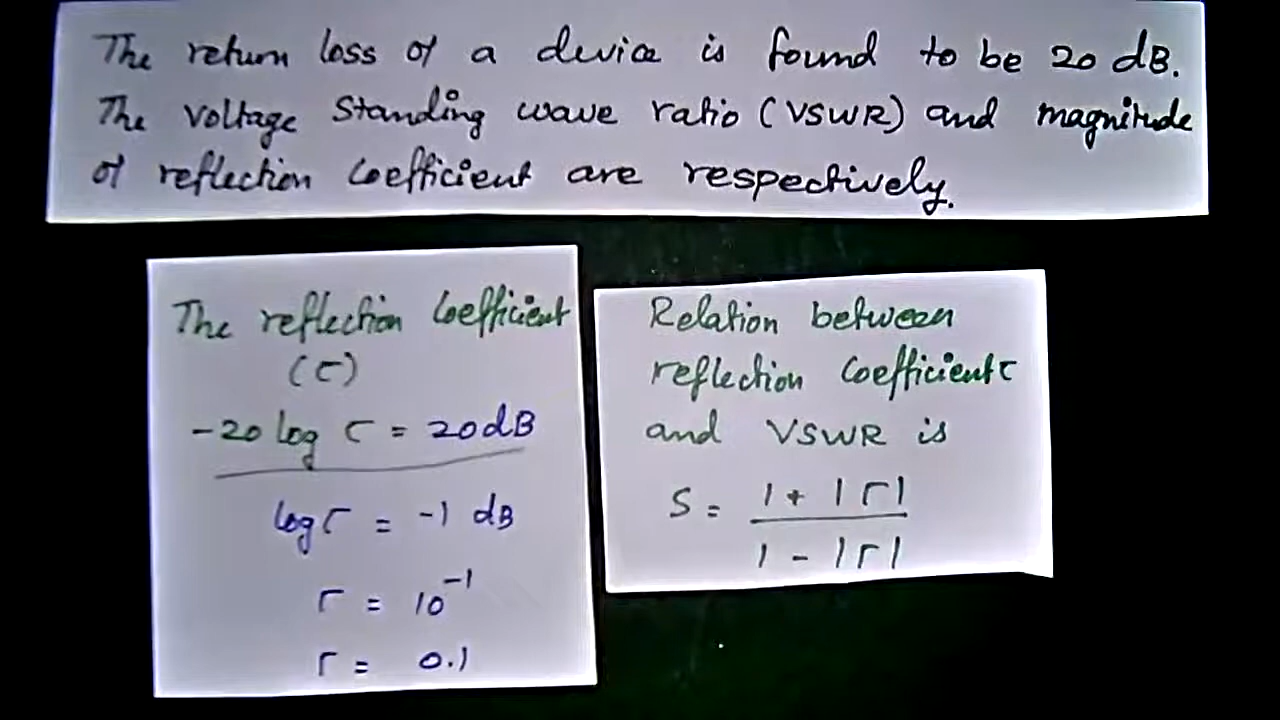 The return loss of a device is found to be 20 dB.
The voltage standing wave ratio (VSWR) and magnitude
of reflection coefficient are respectively.
The reflection coefficient
(Γ)
-20 log Γ = 20 dB
log Γ = -1 dB
Γ = 10⁻¹
Γ = 0.1
Relation between
reflection coefficient Γ
and VSWR is
S = 1 + |Γ|
1 - |Γ|